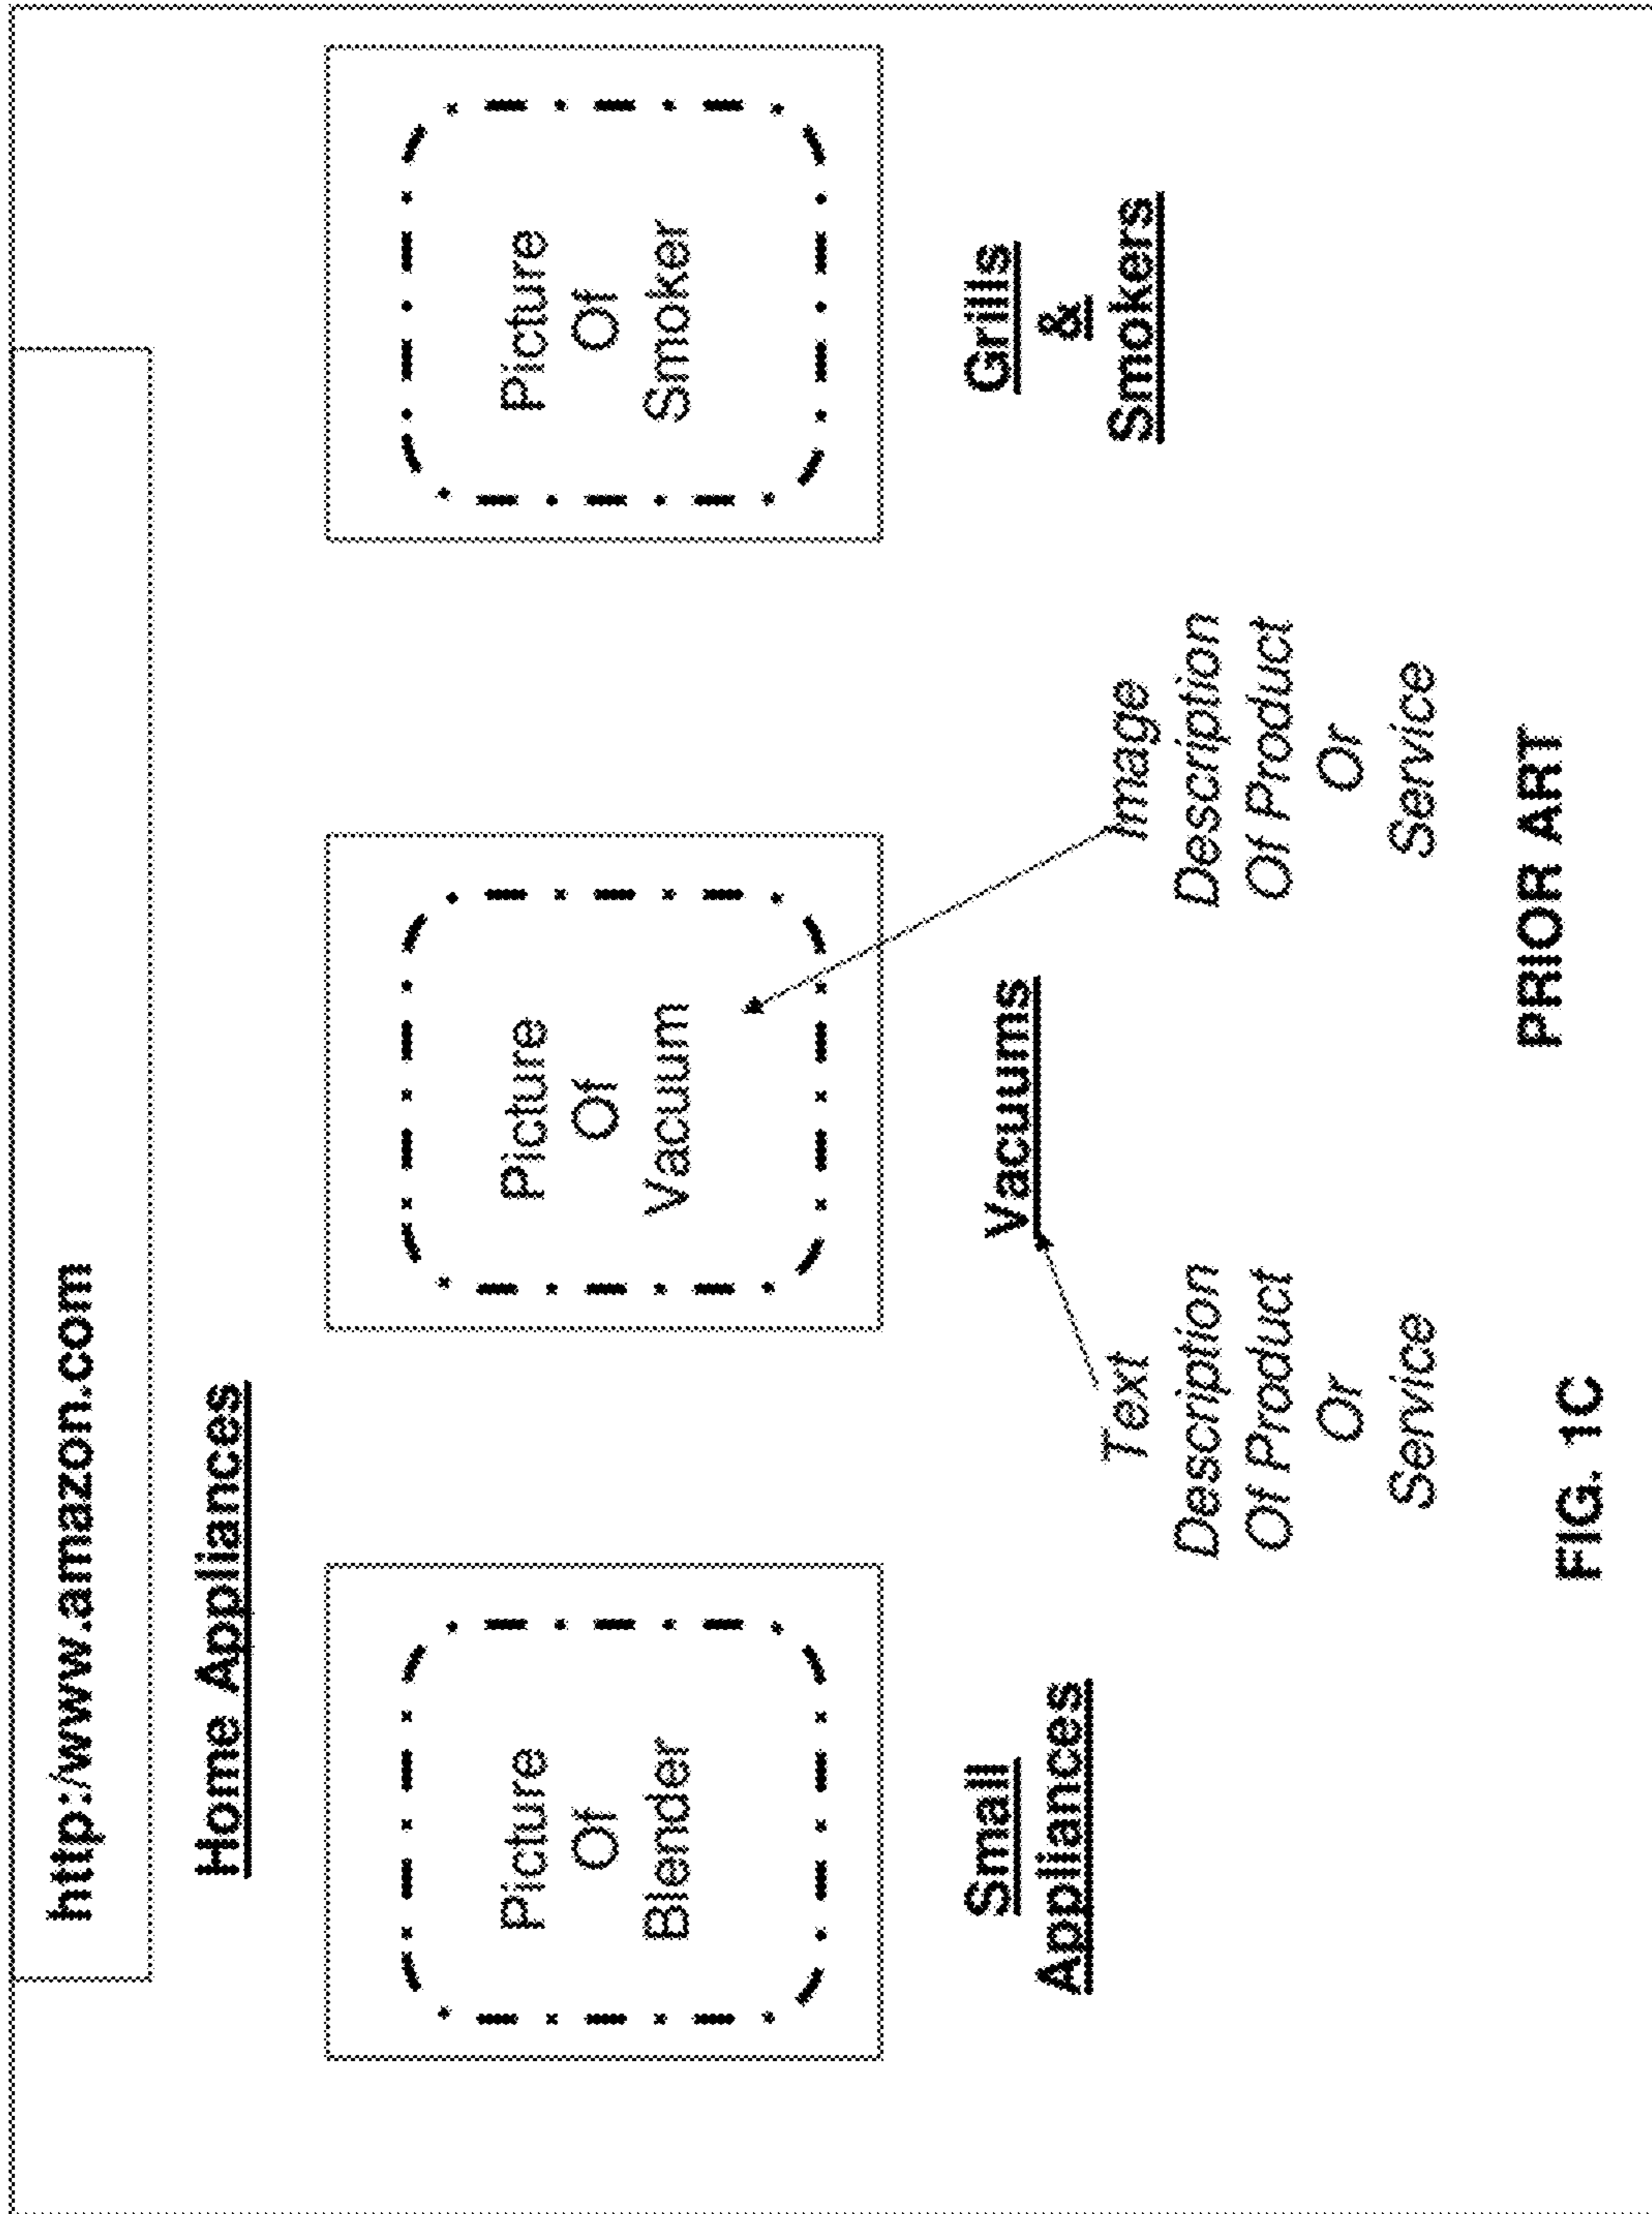 http:/www.amazon.com
Home Appliances
Picture
Of
Blender
Picture
Of
Vacuum
Picture
Of
Smoker
Small
Appliances
Vacuums
Grills
&
Smokers
Text
Description
Of Product
Or
Service
Image
Description
Of Product
Or
Service
FIG. 1C
PRIOR ART